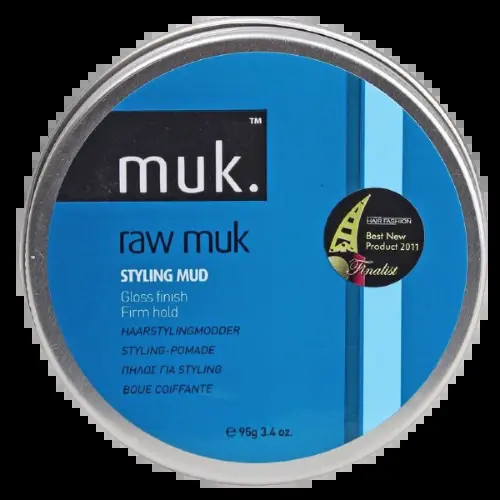 muk.™
raw muk
STYLING MUD
Gloss finish
Firm hold
HAARSTYLINGMODDER
STYLING-POMADE
ΠΗΛΟΣ ΓΙΑ STYLING
BOUE COIFFANTE
℮ 95g 3.4 oz.
HAIR FASHION
Best New
Product 2011
Finalist